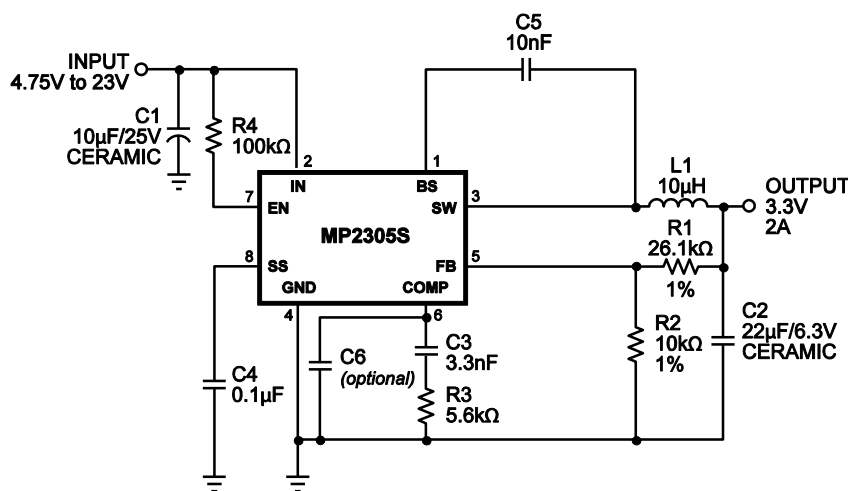 C5
10nF
INPUT
4.75V to 23V
C1
10µF/25V
CERAMIC
R4
100kΩ
2
1
IN
BS
L1
10µH
OUTPUT
3.3V
2A
7
EN
SW
3
MP2305S
R1
26.1kΩ
1%
8
SS
FB
5
GND
COMP
4
6
C2
22µF/6.3V
CERAMIC
R2
10kΩ
1%
C3
3.3nF
C6
(optional)
C4
0.1µF
R3
5.6kΩ